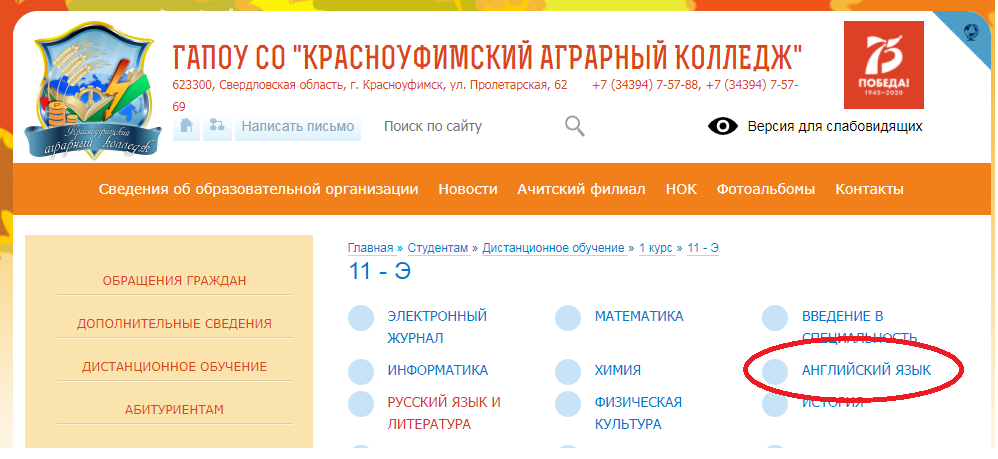 ГАПОУ СО "КРАСНОУФИМСКИЙ АГРАРНЫЙ КОЛЛЕДЖ"
623300, Свердловская область, г. Красноуфимск, ул. Пролетарская, 62 +7 (34394) 7-57-88, +7 (34394) 7-57-
69
Красноуфимский
аграрный колледж
75
ПОБЕДА!
1945-2020
Написать письмо
Поиск по сайту
Версия для слабовидящих
Сведения об образовательной организации Новости Ачитский филиал НОК Фотоальбомы Контакты
ОБРАЩЕНИЯ ГРАЖДАН
ДОПОЛНИТЕЛЬНЫЕ СВЕДЕНИЯ
ДИСТАНЦИОННОЕ ОБУЧЕНИЕ
АБИТУРИЕНТАМ
Главная » Студентам » Дистанционное обучение » 1 курс » 11 - Э
11 - Э
ЭЛЕКТРОННЫЙ
ЖУРНАЛ
МАТЕМАТИКА
ВВЕДЕНИЕ В
СПЕЦИАЛЬНОСТЬ
ИНФОРМАТИКА
ХИМИЯ
АНГЛИЙСКИЙ ЯЗЫК
РУССКИЙ ЯЗЫК И
ЛИТЕРАТУРА
ФИЗИЧЕСКАЯ
КУЛЬТУРА
ИСТОРИЯ